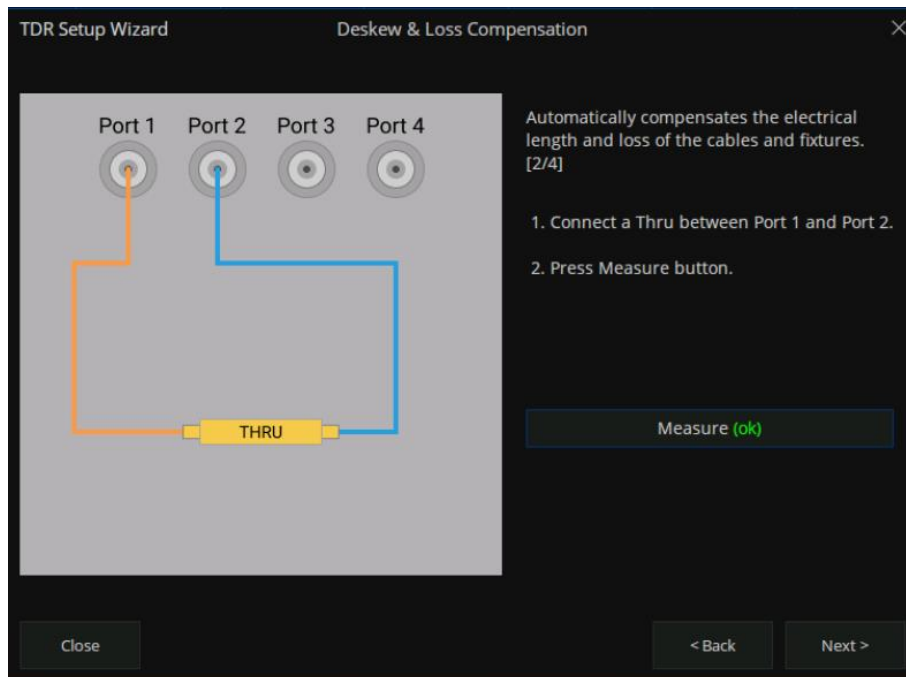 TDR Setup Wizard
Deskew & Loss Compensation
Port 1 Port 2 Port 3 Port 4
THRU
Automatically compensates the electrical
length and loss of the cables and fixtures.
[2/4]
1. Connect a Thru between Port 1 and Port 2.
2. Press Measure button.
Measure (ok)
Close
< Back
Next >